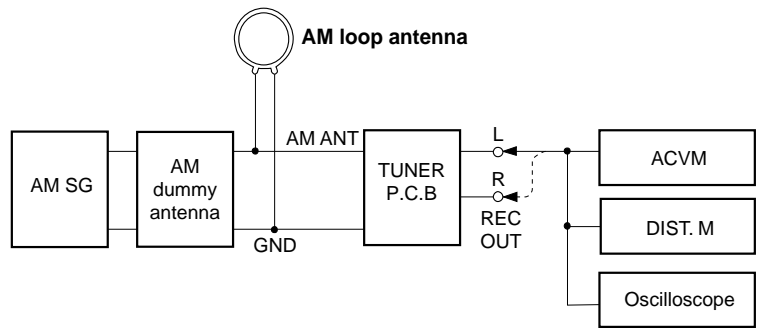 AM loop antenna
AM SG
AM
dummy
antenna
AM ANT
GND
TUNER
P.C.B
L
R
REC
OUT
ACVM
DIST. M
Oscilloscope